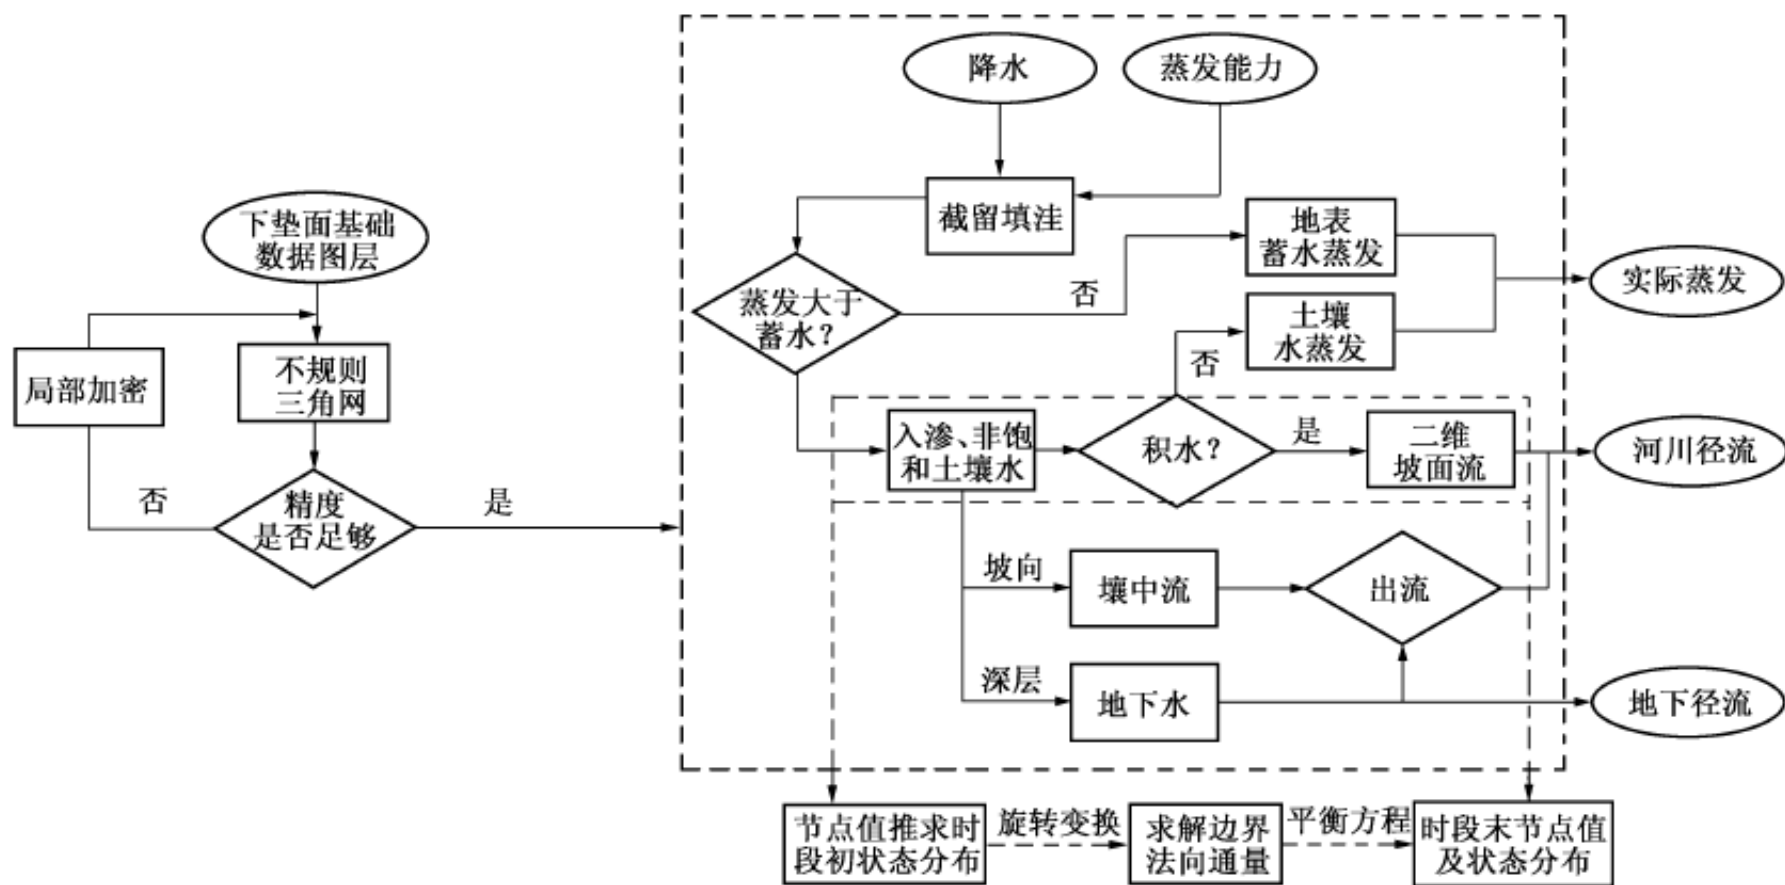 下垫面基础
数据图层
局部加密
不规则
三角网
精度
是否足够
否
是
降水
蒸发能力
截留填洼
蒸发大于
蓄水?
否
地表
蓄水蒸发
土壤
水蒸发
实际蒸发
入渗、非饱
和土壤水
积水?
否
是
二维
坡面流
河川径流
坡向
壤中流
出流
深层
地下水
地下径流
节点值推求时
段初状态分布
旋转变换
求解边界
法向通量
平衡方程
时段末节点值
及状态分布